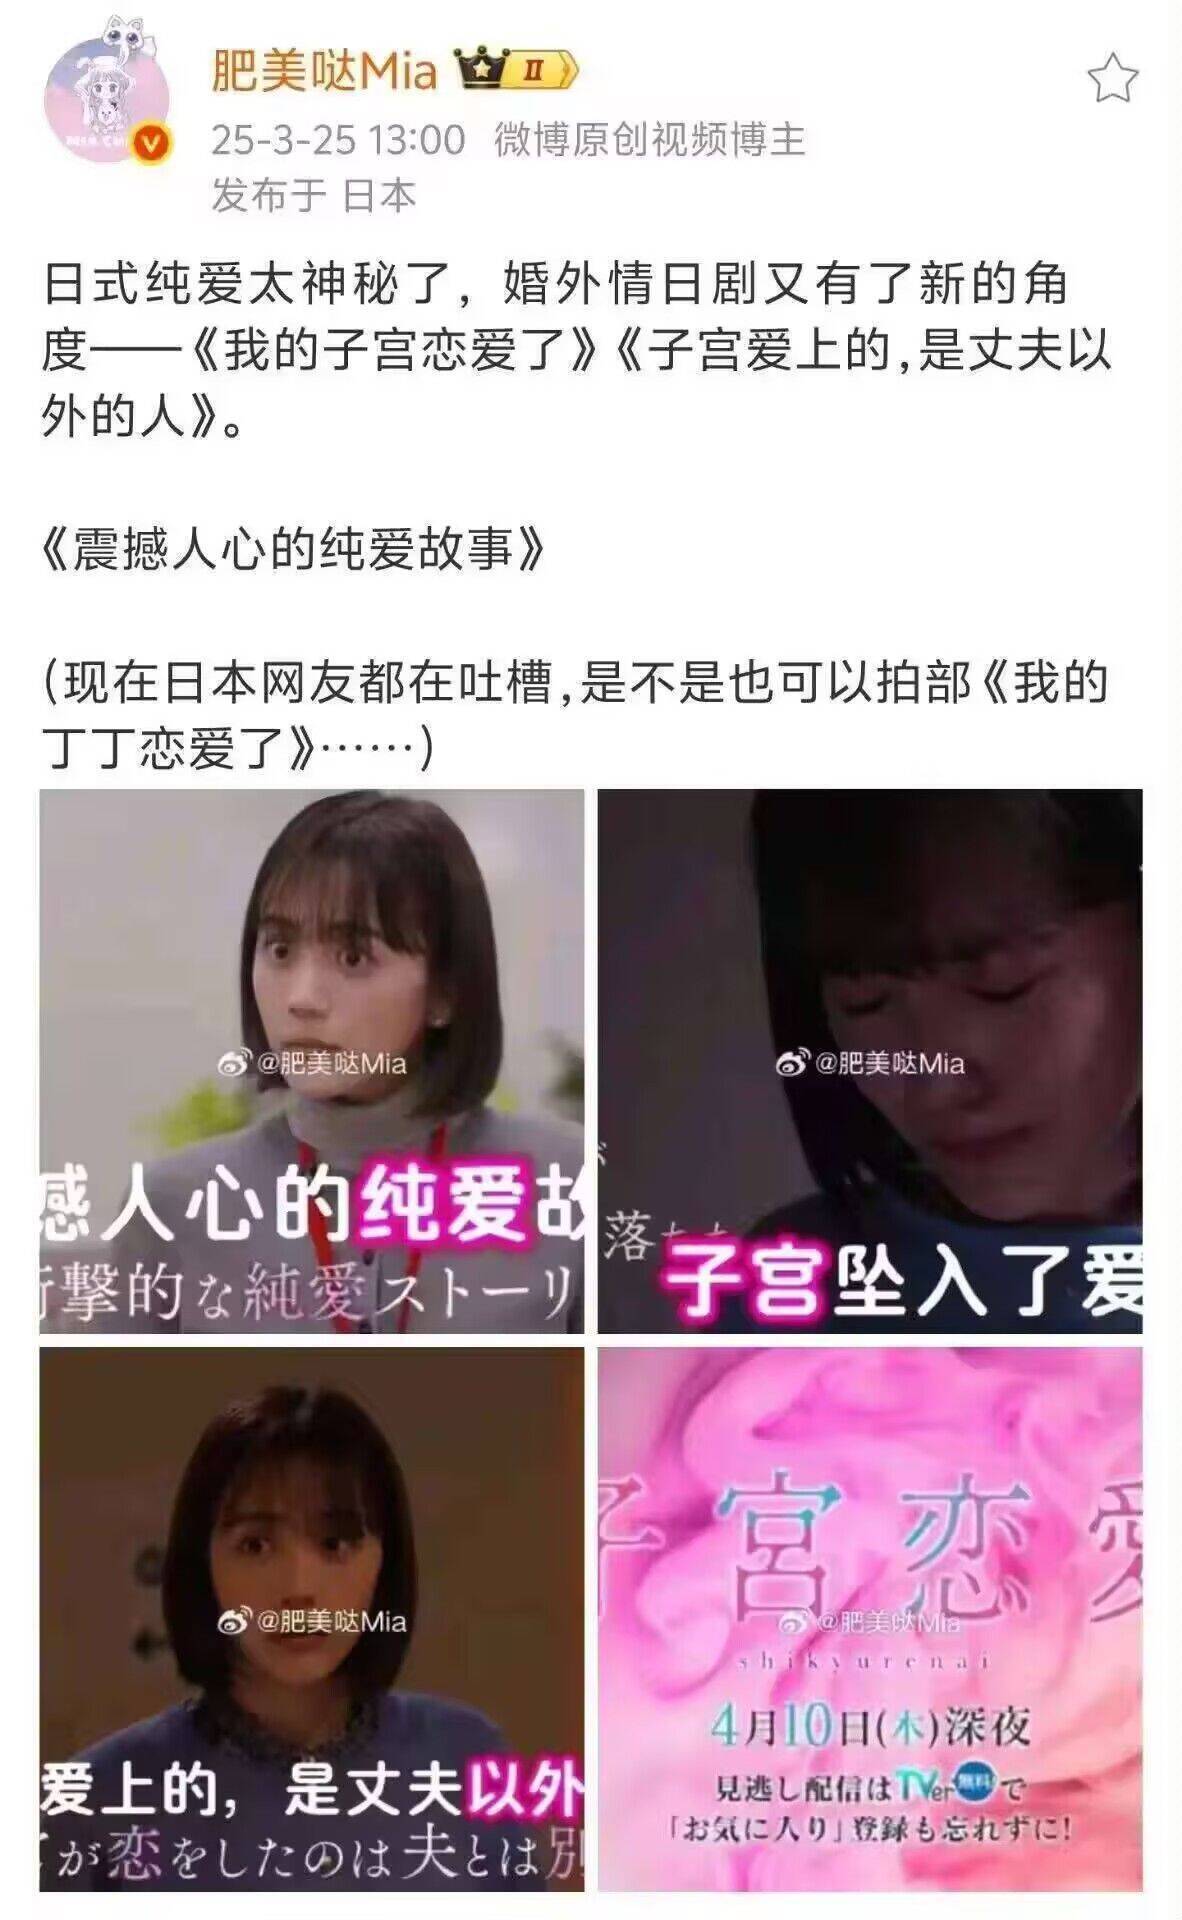 肥美哒Mia
II
25-3-25 13:00 微博原创视频博主
发布于 日本
日式纯爱太神秘了，婚外情日剧又有了新的角
度——《我的子宫恋爱了》《子宫爱上的,是丈夫以
外的人》。
《震撼人心的纯爱故事》
(现在日本网友都在吐槽,是不是也可以拍部《我的
丁丁恋爱了》……)
@肥美哒Mia
撼人心的纯爱故
撃的な純愛ストーリ
@肥美哒Mia
落
子宫坠入了爱
@肥美哒Mia
爱上的，是丈夫以外
が恋をしたのは夫とは別
子宮恋愛
@肥美哒Mia
shikyurenai
4月10日(木)深夜
見逃し配信はTVer無料で
「お気に入り」登録も忘れずに!